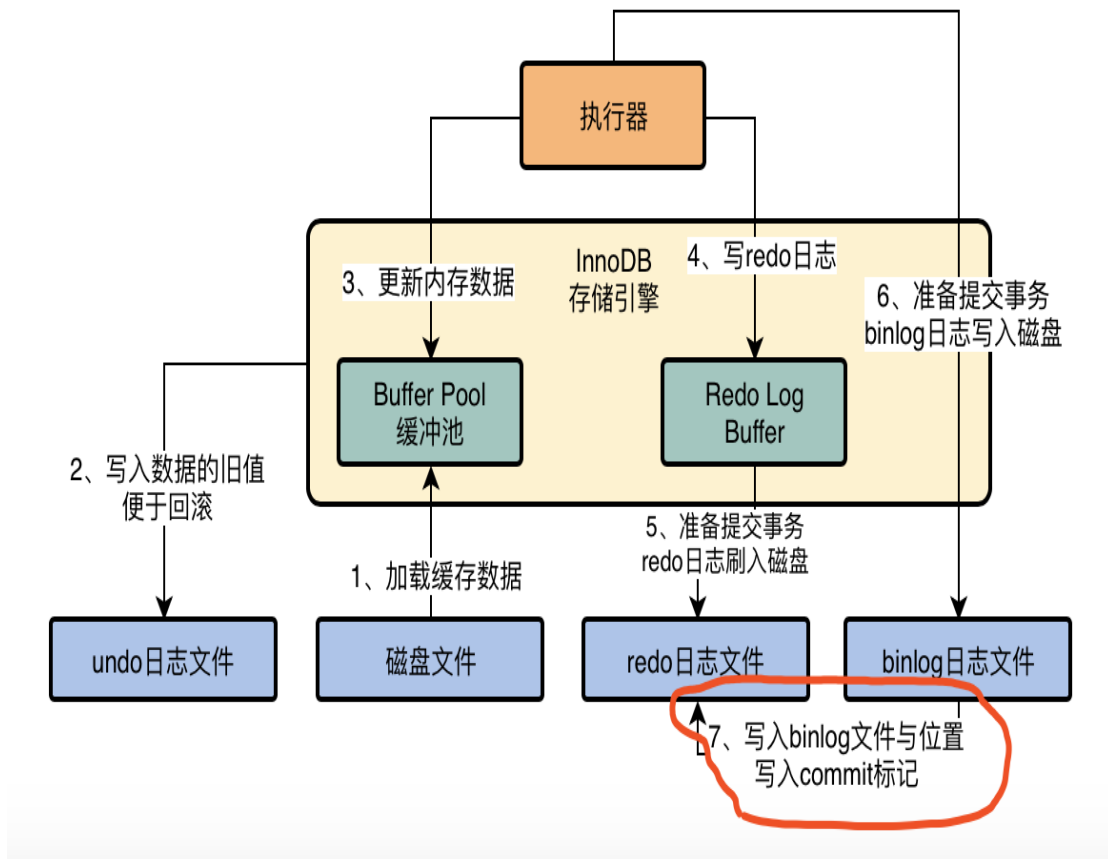 执行器
InnoDB
存储引擎
3、更新内存数据
4、写redo日志
6、准备提交事务
binlog日志写入磁盘
Buffer Pool
缓冲池
Redo Log
Buffer
2、写入数据的旧值
便于回滚
1、加载缓存数据
5、准备提交事务
redo日志刷入磁盘
undo日志文件
磁盘文件
redo日志文件
binlog日志文件
7、写入binlog文件与位置
写入commit标记